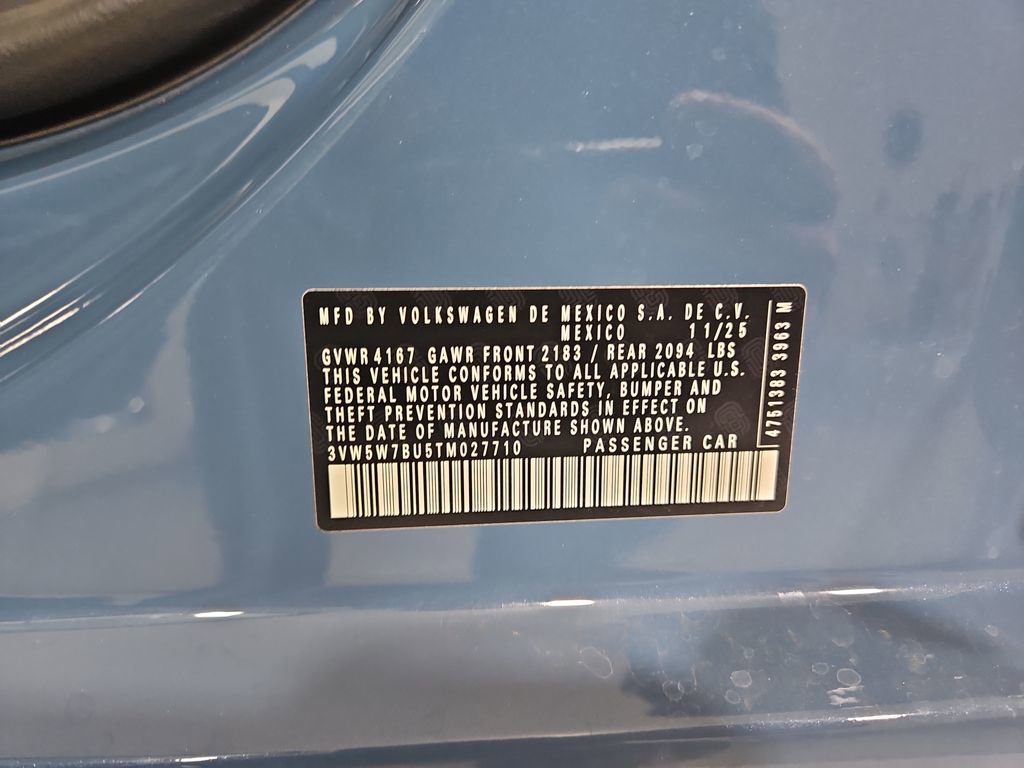 MFD BY VOLKSWAGEN DE MEXICO S.A. DE C.V.
MEXICO 11/25
GVWR 4167 GAWR FRONT 2183 / REAR 2094 LBS
THIS VEHICLE CONFORMS TO ALL APPLICABLE U.S.
FEDERAL MOTOR VEHICLE SAFETY, BUMPER AND
THEFT PREVENTION STANDARDS IN EFFECT ON
THE DATE OF MANUFACTURE SHOWN ABOVE.
3VW5W7BU5TM027710 PASSENGER CAR
4751383 3963 M